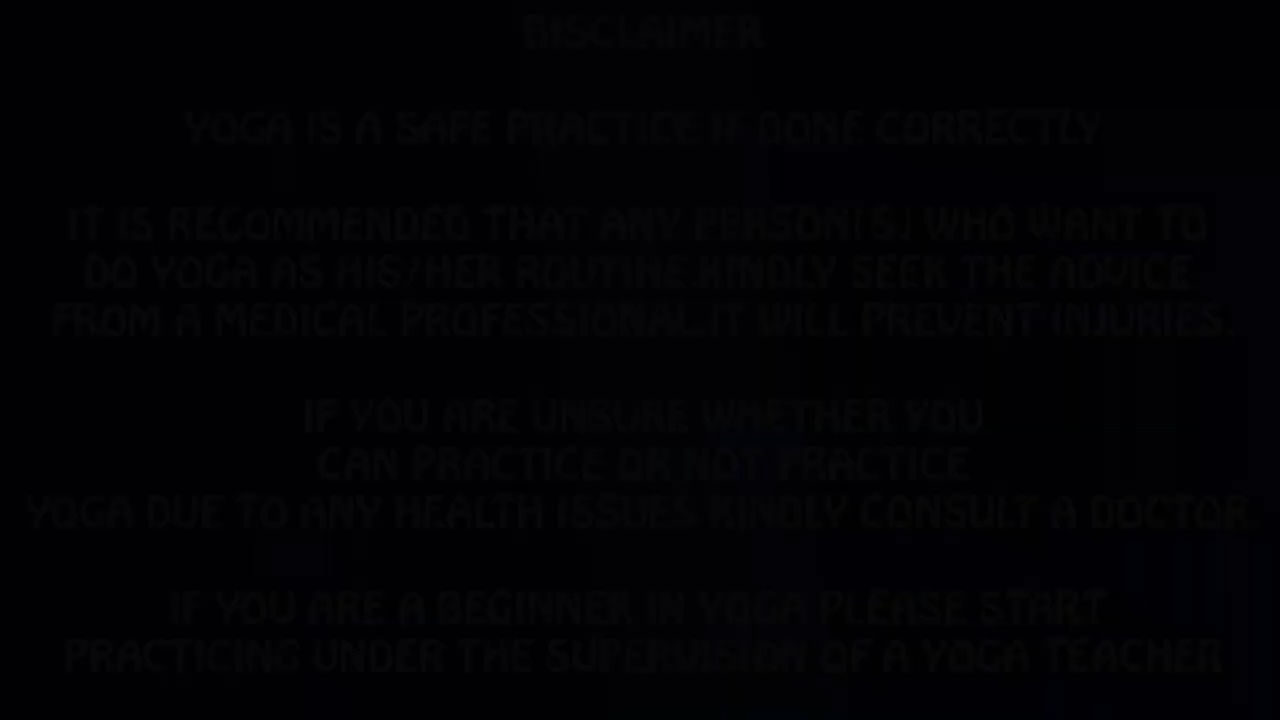 DISCLAIMER
YOGA IS A SAFE PRACTICE IF DONE CORRECTLY
IT IS RECOMMENDED THAT ANY PERSON(S) WHO WANT TO
DO YOGA AS HIS/HER ROUTINE KINDLY SEEK THE ADVICE
FROM A MEDICAL PROFESSIONAL IT WILL PREVENT INJURIES.
IF YOU ARE UNSURE WHETHER YOU
CAN PRACTICE OR NOT PRACTICE
YOGA DUE TO ANY HEALTH ISSUES KINDLY CONSULT A DOCTOR.
IF YOU ARE A BEGINNER IN YOGA PLEASE START
PRACTICING UNDER THE SUPERVISION OF A YOGA TEACHER